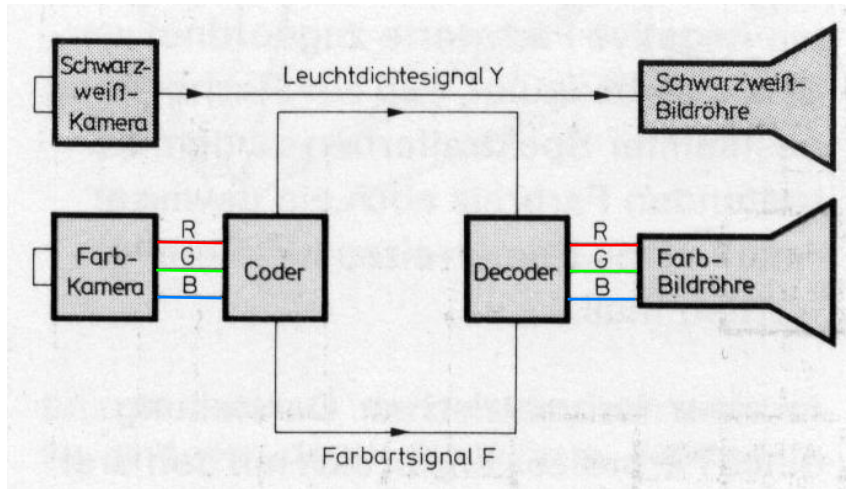 Schwarz-
weiß-
Kamera
Leuchtdichtesignal Y
Schwarzweiß-
Bildröhre
Farb-
Kamera
R
G
B
Coder
Decoder
R
G
B
Farb-
Bildröhre
Farbartsignal F